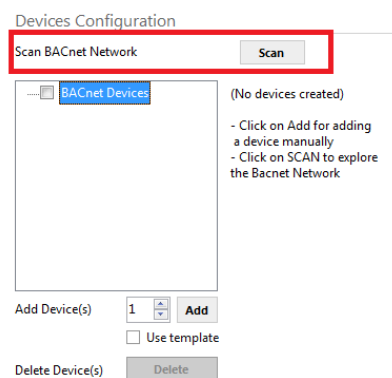 Devices Configuration
Scan BACnet Network
Scan
BACnet Devices
(No devices created)
- Click on Add for adding
a device manually
- Click on SCAN to explore
the Bacnet Network
Add Device(s)
1
Add
Use template
Delete Device(s)
Delete